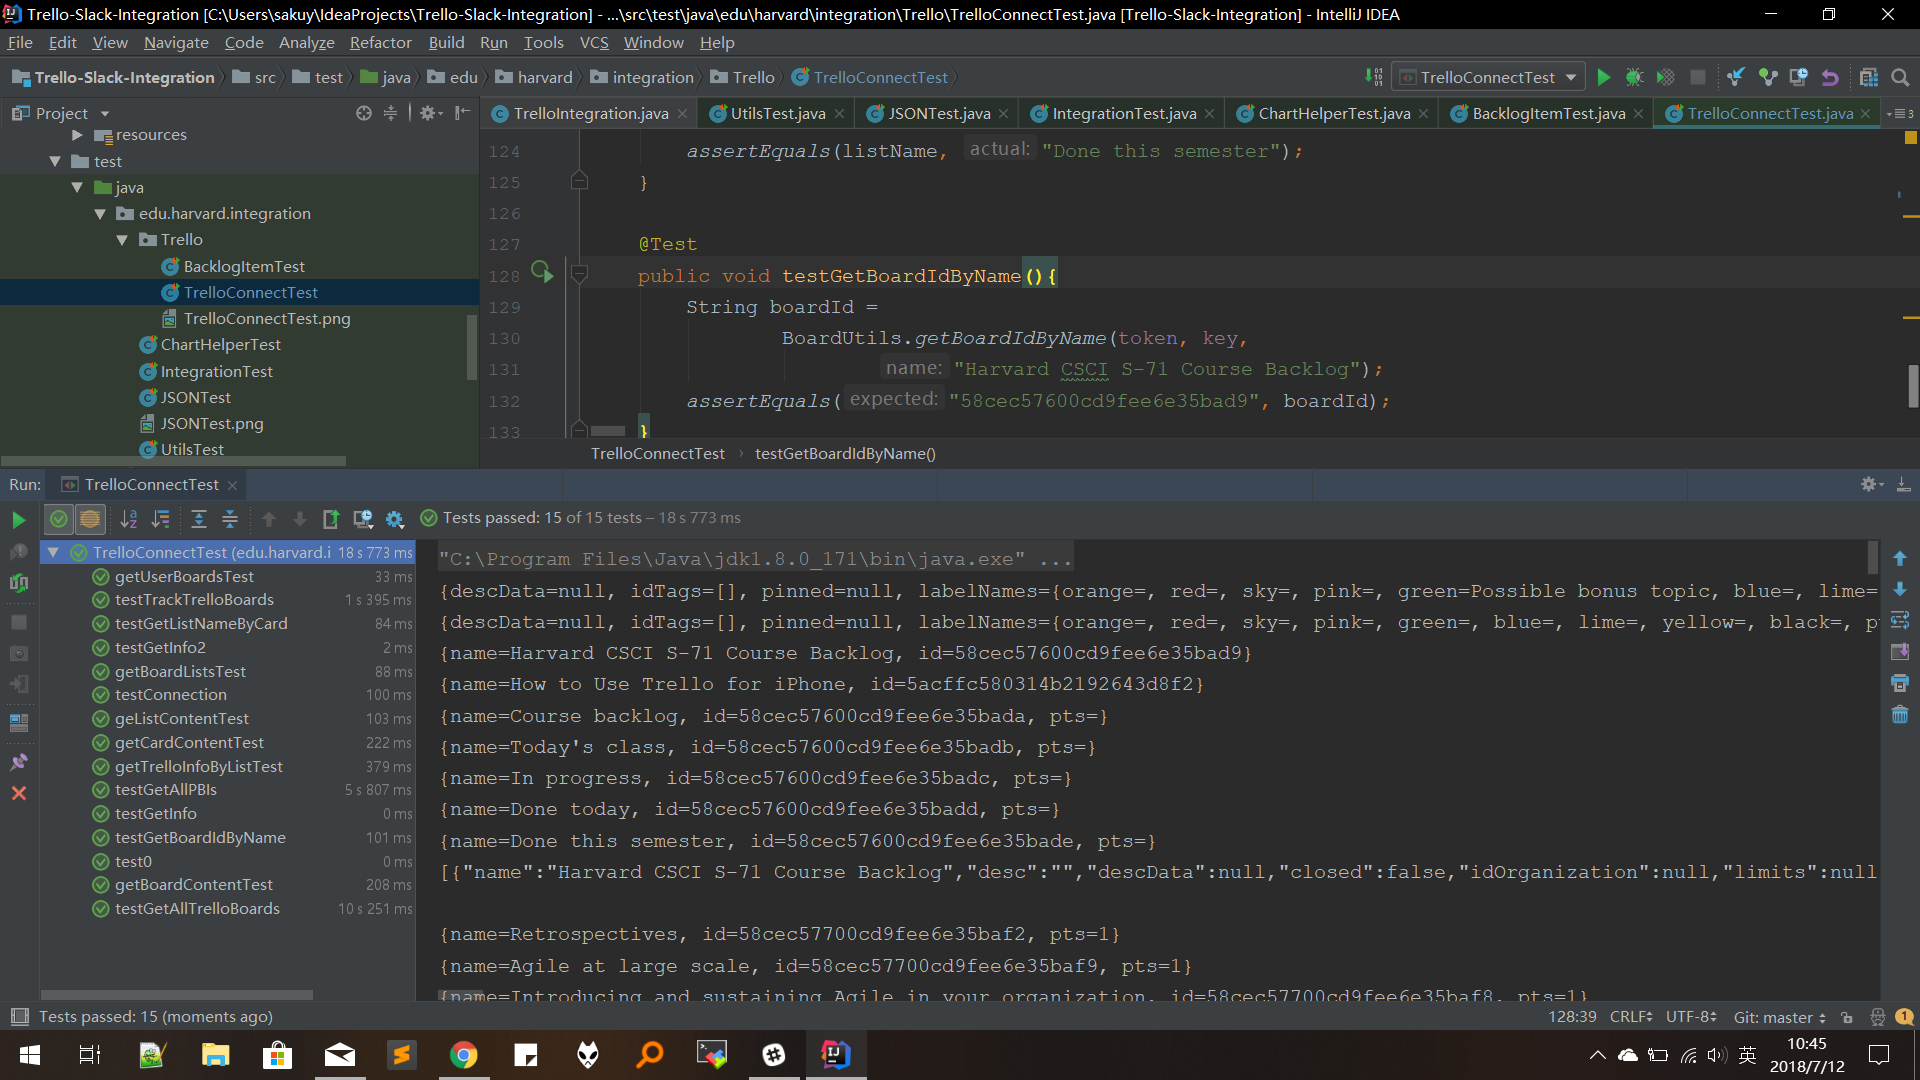 Trello-Slack-Integration [C:\Users\sakuy\IdeaProjects\Trello-Slack-Integration] - ...\src\test\java\edu\harvard\integration\Trello\TrelloConnectTest.java [Trello-Slack-Integration] - IntelliJ IDEA
File Edit View Navigate Code Analyze Refactor Build Run Tools VCS Window Help
Trello-Slack-Integration src test java edu harvard integration Trello TrelloConnectTest TrelloConnectTest
Project TrelloIntegration.java UtilsTest.java JSONTest.java IntegrationTest.java ChartHelperTest.java BacklogItemTest.java TrelloConnectTest.java 3
resources
test
java
edu.harvard.integration
Trello
BacklogItemTest
TrelloConnectTest
TrelloConnectTest.png
ChartHelperTest
IntegrationTest
JSONTest
JSONTest.png
UtilsTest
124 assertEquals(listName, actual: "Done this semester");
125 }
126
127 @Test
128 public void testGetBoardIdByName(){
129 String boardId =
130 BoardUtils.getBoardIdByName(token, key,
131 name: "Harvard CSCI S-71 Course Backlog");
132 assertEquals( expected: "58cec57600cd9fee6e35bad9", boardId);
133 }
TrelloConnectTest › testGetBoardIdByName()
Run: TrelloConnectTest
Tests passed: 15 of 15 tests – 18 s 773 ms
TrelloConnectTest (edu.harvard.i 18 s 773 ms
getUserBoardsTest 33 ms
testTrackTrelloBoards 1 s 395 ms
testGetListNameByCard 84 ms
testGetInfo2 2 ms
getBoardListsTest 88 ms
testConnection 100 ms
geListContentTest 103 ms
getCardContentTest 222 ms
getTrelloInfoByListTest 379 ms
testGetAllPBIs 5 s 807 ms
testGetInfo 0 ms
testGetBoardIdByName 101 ms
test0 0 ms
getBoardContentTest 208 ms
testGetAllTrelloBoards 10 s 251 ms
"C:\Program Files\Java\jdk1.8.0_171\bin\java.exe" ...
{descData=null, idTags=[], pinned=null, labelNames={orange=, red=, sky=, pink=, green=Possible bonus topic, blue=, lime=
{descData=null, idTags=[], pinned=null, labelNames={orange=, red=, sky=, pink=, green=, blue=, lime=, yellow=, black=, p
{name=Harvard CSCI S-71 Course Backlog, id=58cec57600cd9fee6e35bad9}
{name=How to Use Trello for iPhone, id=5acffc580314b2192643d8f2}
{name=Course backlog, id=58cec57600cd9fee6e35bada, pts=}
{name=Today's class, id=58cec57600cd9fee6e35badb, pts=}
{name=In progress, id=58cec57600cd9fee6e35badc, pts=}
{name=Done today, id=58cec57600cd9fee6e35badd, pts=}
{name=Done this semester, id=58cec57600cd9fee6e35bade, pts=}
[{"name":"Harvard CSCI S-71 Course Backlog","desc":"","descData":null,"closed":false,"idOrganization":null,"limits":null
{name=Retrospectives, id=58cec57700cd9fee6e35baf2, pts=1}
{name=Agile at large scale, id=58cec57700cd9fee6e35baf9, pts=1}
{name=Introducing and sustaining Agile in your organization, id=58cec57700cd9fee6e35baf8, pts=1}
Tests passed: 15 (moments ago) 128:39 CRLF UTF-8 Git: master 1
英 10:45
2018/7/12